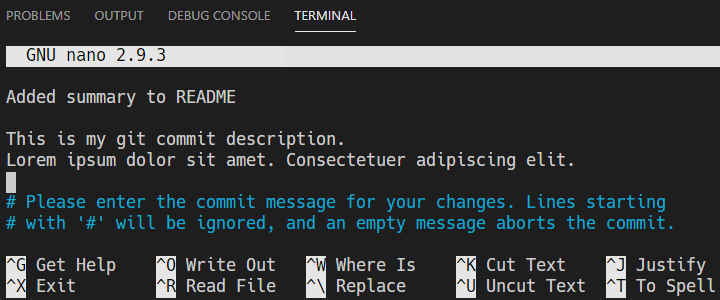 PROBLEMS OUTPUT DEBUG CONSOLE TERMINAL
GNU nano 2.9.3
Added summary to README
This is my git commit description.
Lorem ipsum dolor sit amet. Consectetuer adipiscing elit.
# Please enter the commit message for your changes. Lines starting
# with '#' will be ignored, and an empty message aborts the commit.
^G Get Help ^O Write Out ^W Where Is ^K Cut Text ^J Justify
^X Exit ^R Read File ^\ Replace ^U Uncut Text ^T To Spell